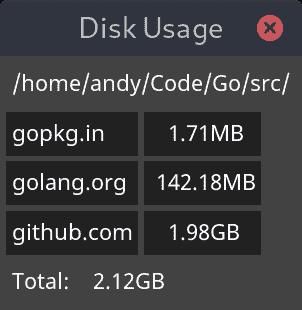 Disk Usage
/home/andy/Code/Go/src/
gopkg.in 1.71MB
golang.org 142.18MB
github.com 1.98GB
Total: 2.12GB